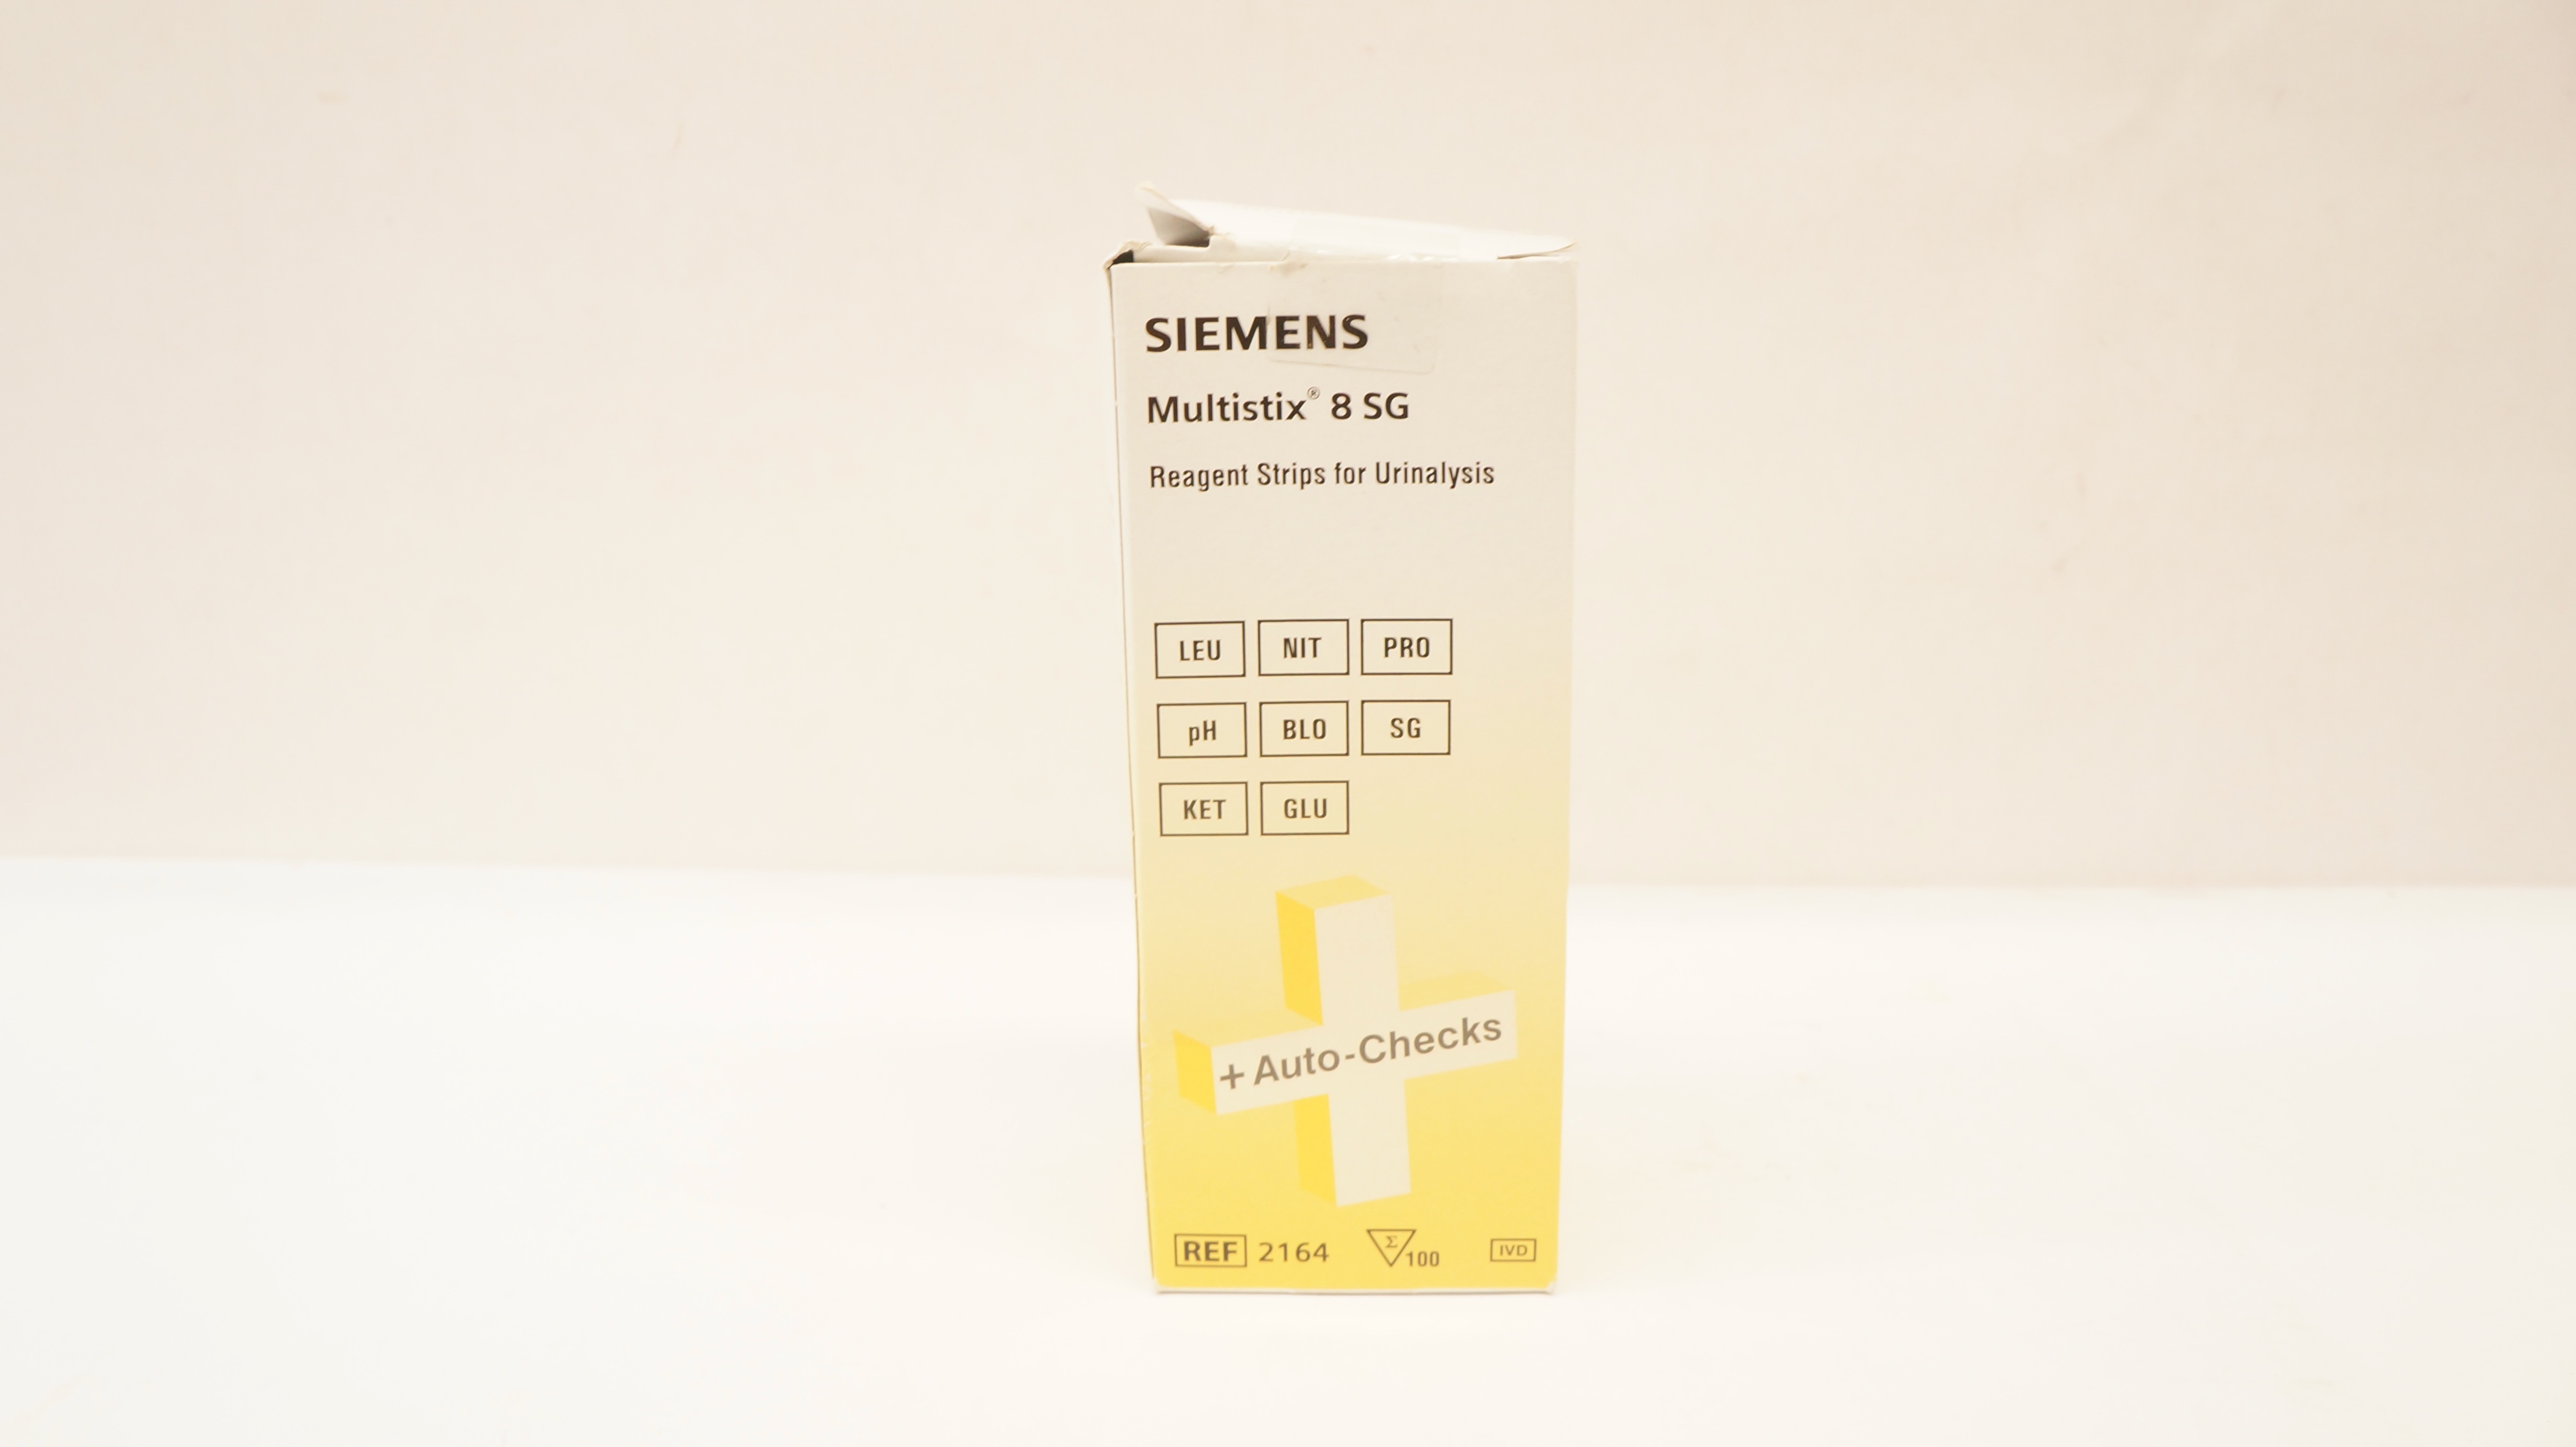 SIEMENS
Multistix® 8 SG
Reagent Strips for Urinalysis
LEU NIT PRO
pH BLO SG
KET GLU
+ Auto-Checks
REF 2164 Σ 100 IVD